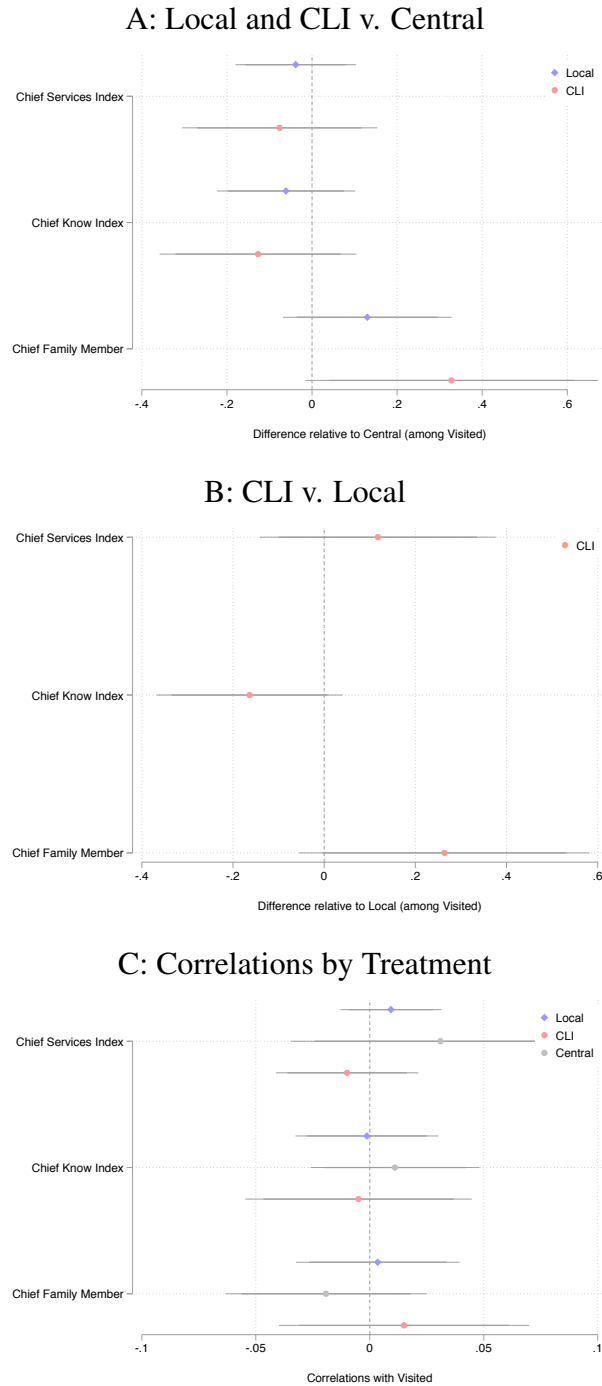 A: Local and CLI v. Central
Local
CLI
Chief Services Index
Chief Know Index
Chief Family Member
-.4
-.2
0
.2
.4
.6
Difference relative to Central (among Visited)
B: CLI v. Local
CLI
Chief Services Index
Chief Know Index
Chief Family Member
-.4
-.2
0
.2
.4
.6
Difference relative to Local (among Visited)
C: Correlations by Treatment
Local
CLI
Central
Chief Services Index
Chief Know Index
Chief Family Member
-.1
-.05
0
.05
.1
Correlations with Visited